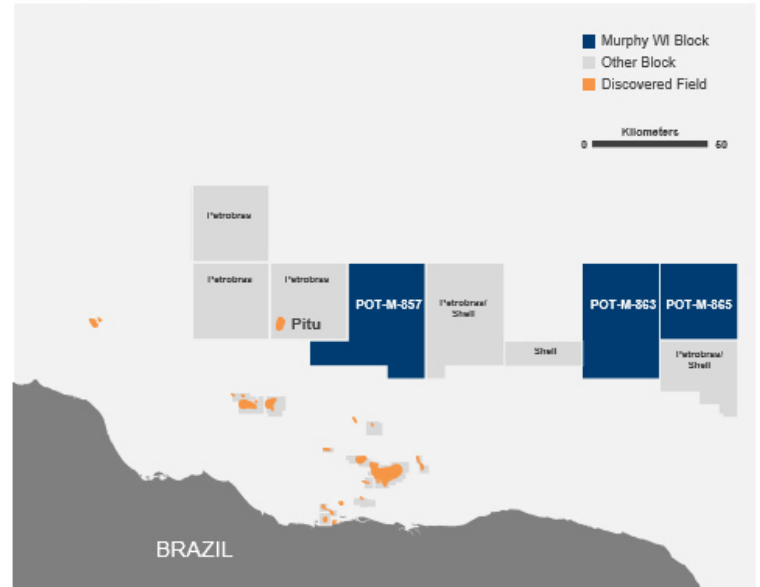 Murphy WI Block
Other Block
Discovered Field
Kilometers
0 50
Petrobras
Petrobras
Petrobras
Pitu
POT-M-857
Petrobras/
Shell
Shell
POT-M-863
POT-M-865
Petrobras/
Shell
BRAZIL